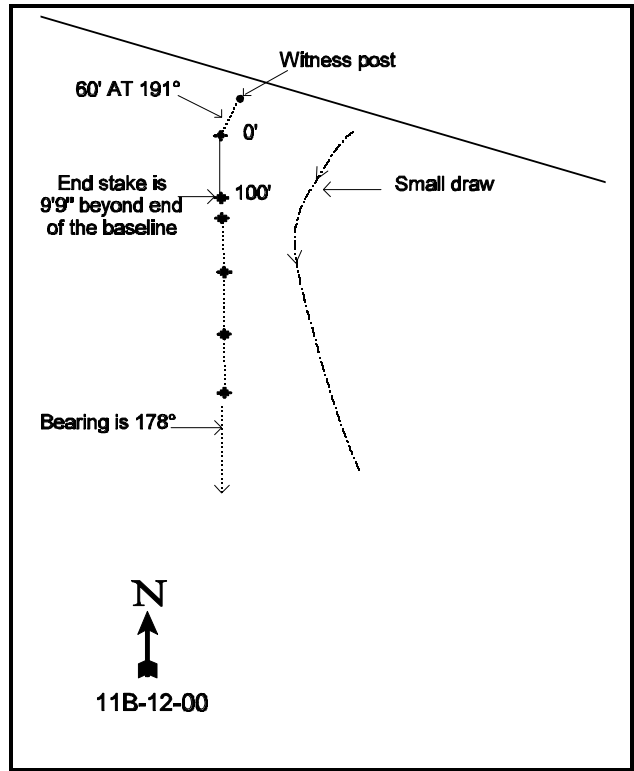 Witness post
60' AT 191°
0'
End stake is
9'9" beyond end
of the baseline
100'
Small draw
Bearing is 178°
N
11B-12-00